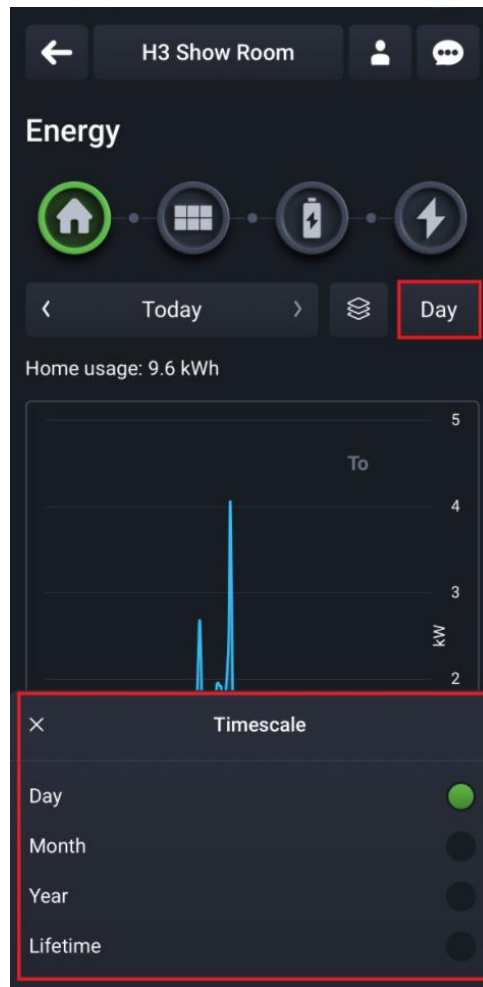 H3 Show Room
Energy
Today
Day
Home usage: 9.6 kWh
5
To
4
3
kW
2
Timescale
Day
Month
Year
Lifetime